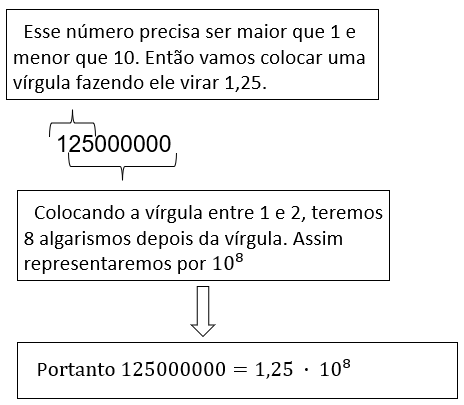 Esse número precisa ser maior que 1 e
menor que 10. Então vamos colocar uma
vírgula fazendo ele virar 1,25.
125000000
Colocando a vírgula entre 1 e 2, teremos
8 algarismos depois da vírgula. Assim
representaremos por 10⁸
Portanto 125000000 = 1,25 · 10⁸